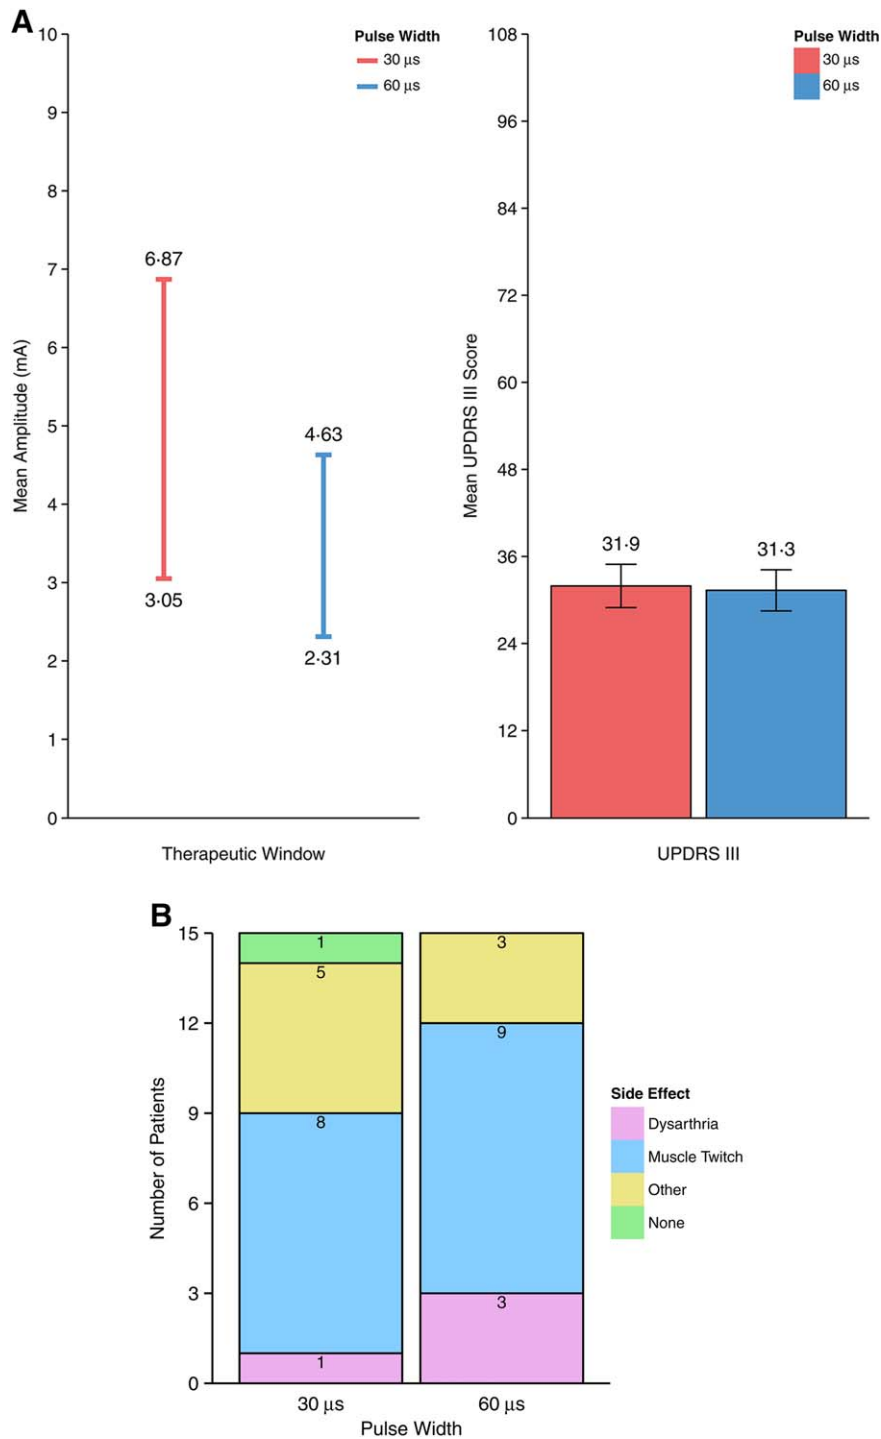 A
Mean Amplitude (mA)
10
9
8
7
6
5
4
3
2
1
0
Pulse Width
30 μs
60 μs
6·87
3·05
4·63
2·31
Therapeutic Window
Mean UPDRS III Score
108
96
84
72
60
48
36
24
12
0
Pulse Width
30 μs
60 μs
31·9
31·3
UPDRS III
B
Number of Patients
15
12
9
6
3
0
1
5
8
1
3
9
3
30 μs
60 μs
Pulse Width
Side Effect
Dysarthria
Muscle Twitch
Other
None